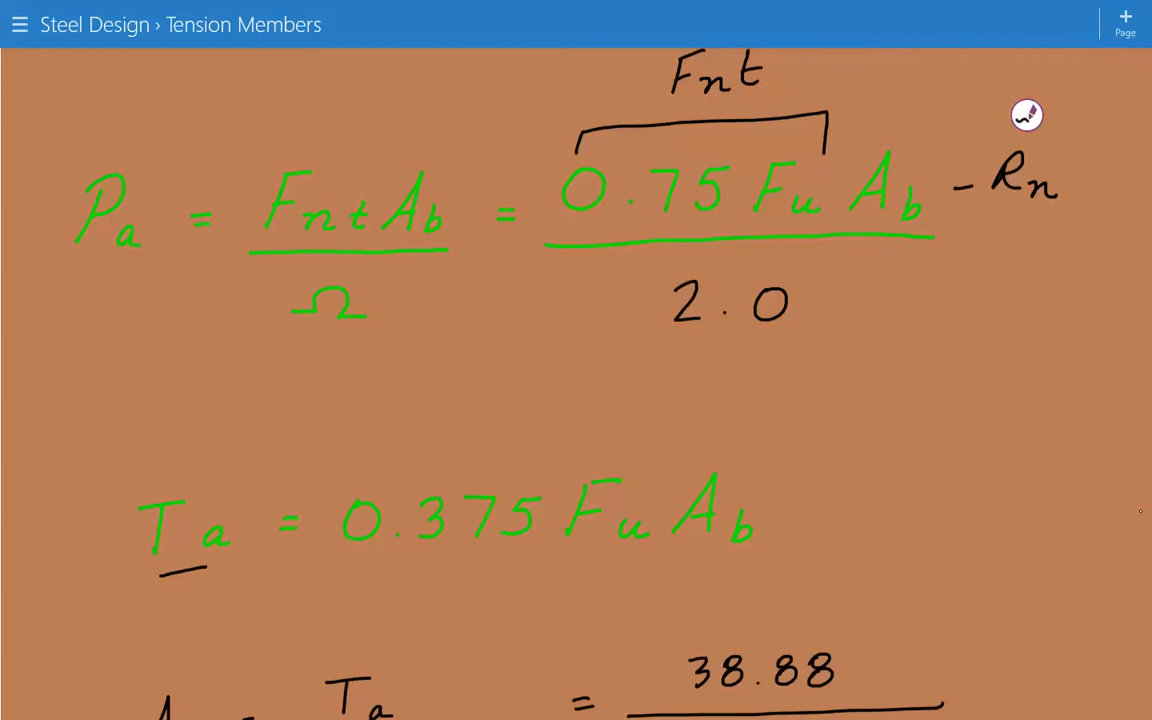 Steel Design › Tension Members
Page
Fnt
Pa = FntAb / Ω = 0.75 Fu Ab / 2.0 - Rn
Ta = 0.375 Fu Ab
Ta = 38.88